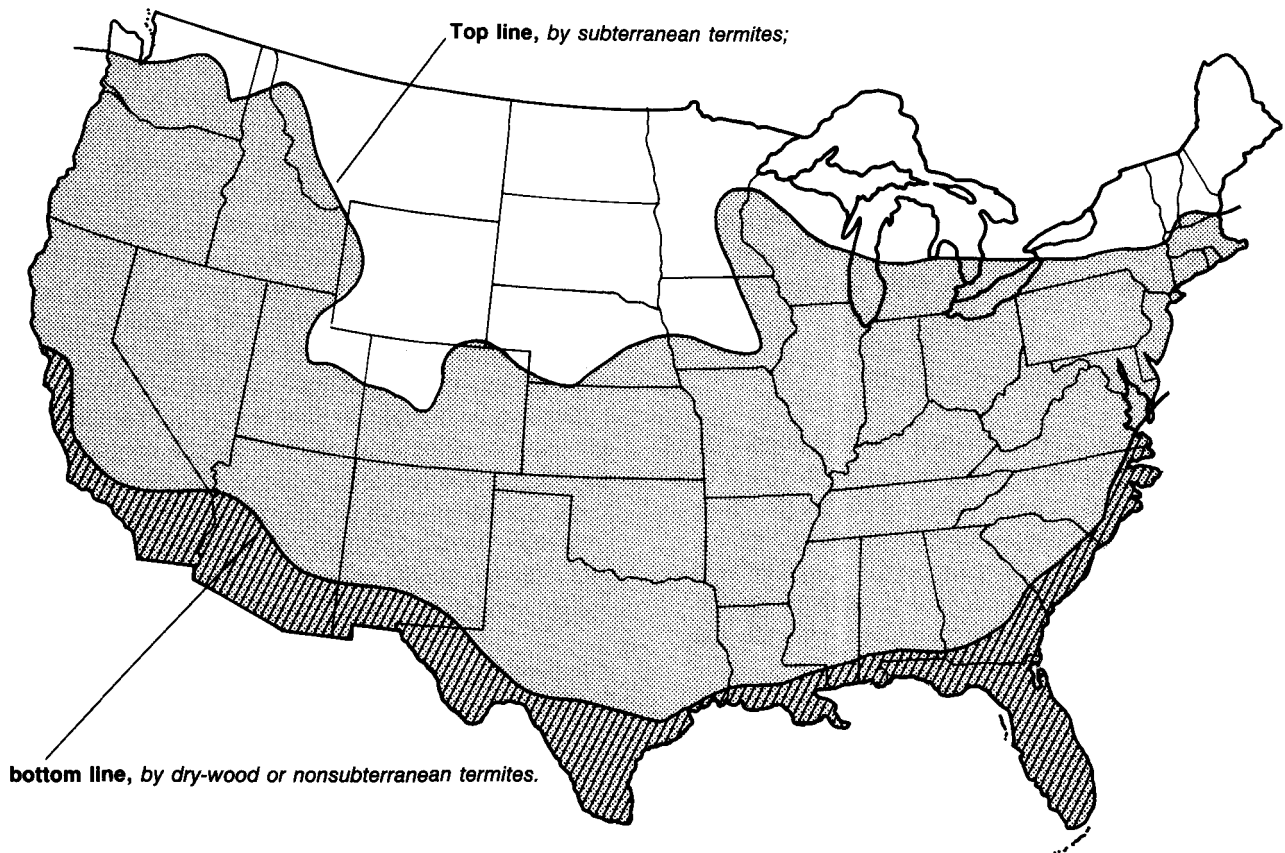 Top line, by subterranean termites;
bottom line, by dry-wood or nonsubterranean termites.